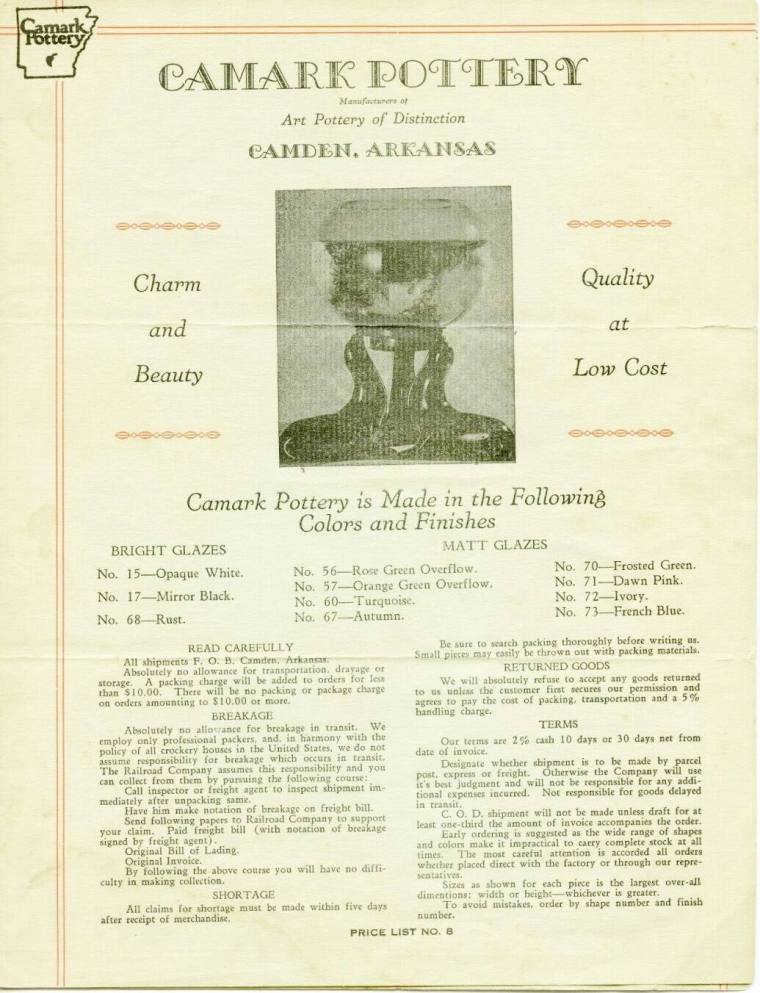 Camark
Pottery
CAMARK POTTERY
Manufacturers of
Art Pottery of Distinction
CAMDEN, ARKANSAS
Charm
and
Beauty
Quality
at
Low Cost
Camark Pottery is Made in the Following
Colors and Finishes
BRIGHT GLAZES
No. 15—Opaque White.
No. 17—Mirror Black.
No. 68—Rust.
MATT GLAZES
No. 56—Rose Green Overflow.
No. 57—Orange Green Overflow.
No. 60—Turquoise.
No. 67—Autumn.
No. 70—Frosted Green.
No. 71—Dawn Pink.
No. 72—Ivory.
No. 73—French Blue.
READ CAREFULLY
All shipments F. O. B. Camden, Arkansas.
Absolutely no allowance for transportation, drayage or
storage. A packing charge will be added to orders for less
than $10.00. There will be no packing or package charge
on orders amounting to $10.00 or more.
BREAKAGE
Absolutely no allowance for breakage in transit. We
employ only professional packers, and, in harmony with the
policy of all crockery houses in the United States, we do not
assume responsibility for breakage which occurs in transit.
The Railroad Company assumes this responsibility and you
can collect from them by pursuing the following course:
Call inspector or freight agent to inspect shipment im-
mediately after unpacking same.
Have him make notation of breakage on freight bill.
Send following papers to Railroad Company to support
your claim. Paid freight bill (with notation of breakage
signed by freight agent).
Original Bill of Lading.
Original Invoice.
By following the above course you will have no diffi-
culty in making collection.
SHORTAGE
All claims for shortage must be made within five days
after receipt of merchandise.
Be sure to search packing thoroughly before writing us.
Small pieces may easily be thrown out with packing materials.
RETURNED GOODS
We will absolutely refuse to accept any goods returned
to us unless the customer first secures our permission and
agrees to pay the cost of packing, transportation and a 5%
handling charge.
TERMS
Our terms are 2% cash 10 days or 30 days net from
date of invoice.
Designate whether shipment is to be made by parcel
post, express or freight. Otherwise the Company will use
it's best judgment and will not be responsible for any addi-
tional expenses incurred. Not responsible for goods delayed
in transit.
C. O. D. shipment will not be made unless draft for at
least one-third the amount of invoice accompanies the order.
Early ordering is suggested as the wide range of shapes
and colors make it impractical to carry complete stock at all
times. The most careful attention is accorded all orders
whether placed direct with the factory or through our repre-
sentatives.
Sizes as shown for each piece is the largest over-all
dimentions; width or height—whichever is greater.
To avoid mistakes, order by shape number and finish
number.
PRICE LIST NO. 8